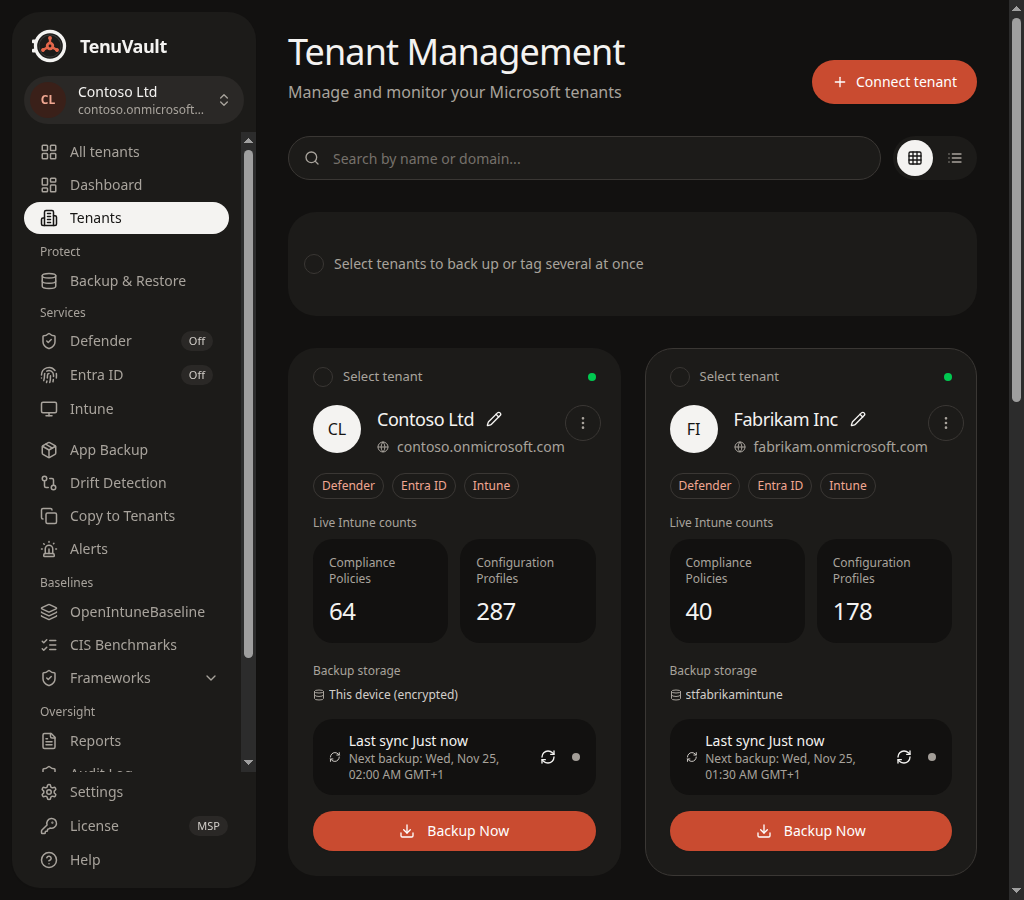 TenuVault
CL
Contoso Ltd
contoso.onmicrosoft...
All tenants
Dashboard
Tenants
Protect
Backup & Restore
Services
Defender
Off
Entra ID
Off
Intune
App Backup
Drift Detection
Copy to Tenants
Alerts
Baselines
OpenIntuneBaseline
CIS Benchmarks
Frameworks
Oversight
Reports
Audit Log
Settings
License
MSP
Help
Tenant Management
Manage and monitor your Microsoft tenants
Connect tenant
Search by name or domain...
Select tenants to back up or tag several at once
Select tenant
CL
Contoso Ltd
contoso.onmicrosoft.com
Defender
Entra ID
Intune
Live Intune counts
Compliance
Policies
64
Configuration
Profiles
287
Backup storage
This device (encrypted)
Last sync Just now
Next backup: Wed, Nov 25,
02:00 AM GMT+1
Backup Now
Select tenant
FI
Fabrikam Inc
fabrikam.onmicrosoft.com
Defender
Entra ID
Intune
Live Intune counts
Compliance
Policies
40
Configuration
Profiles
178
Backup storage
stfabrikamintune
Last sync Just now
Next backup: Wed, Nov 25,
01:30 AM GMT+1
Backup Now